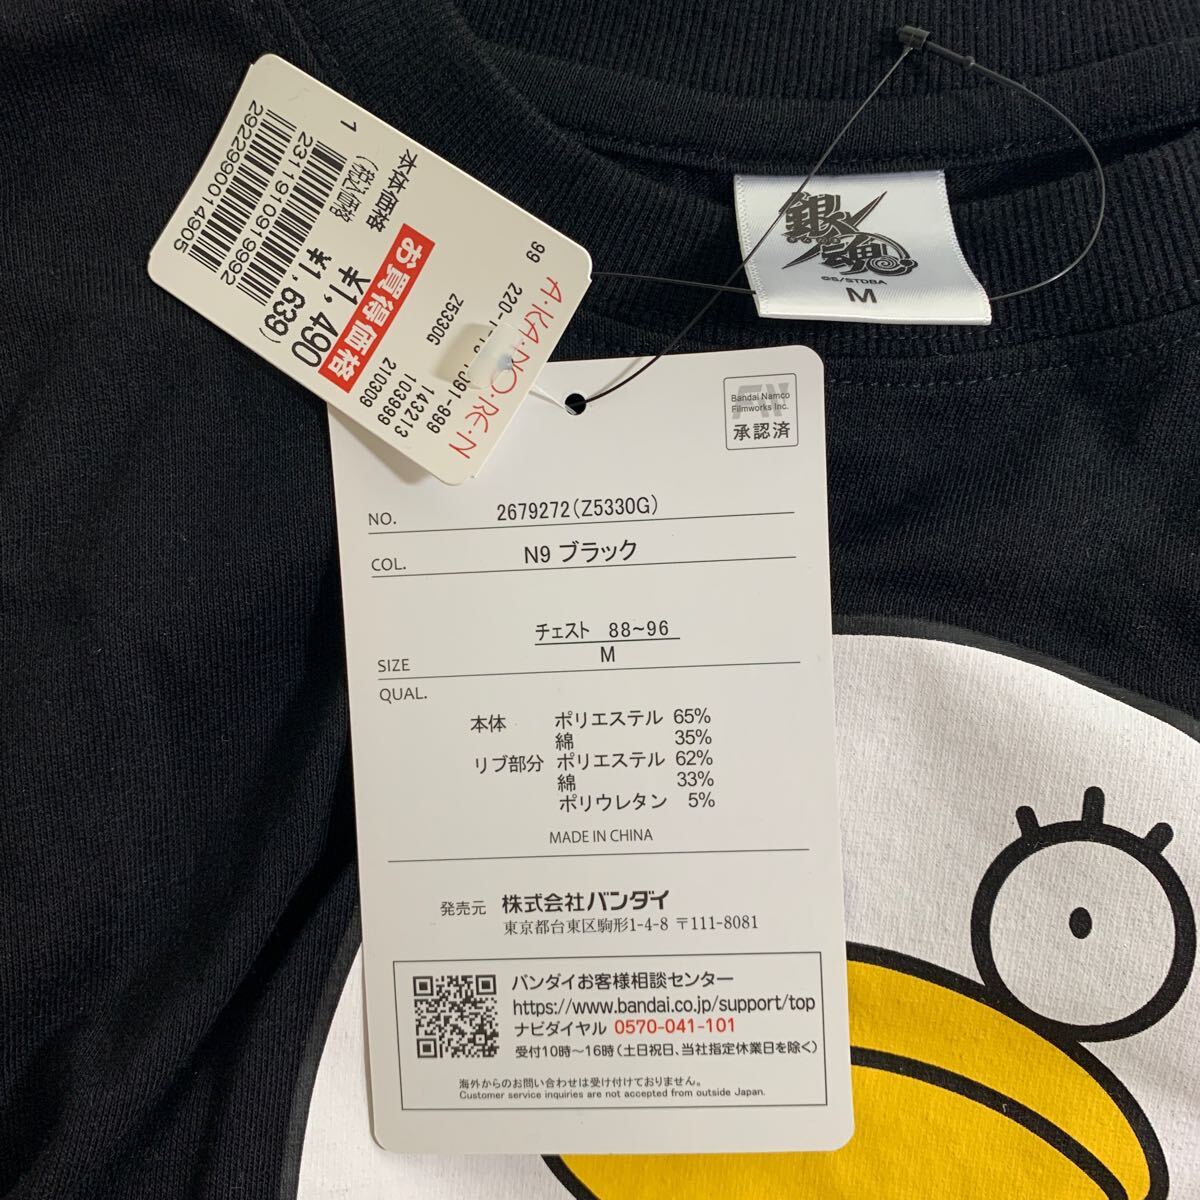 2922990014905
2311910919992
(税込価格 ¥1,639)
1 本体価格 ¥1,490
お買得価格
99
Z5330G
210309
103999
143213
A・KA・NO・RE・N
銀魂
©S/STDBA
M
Bandai Namco
Filmworks Inc.
承認済
NO. 2679272(Z5330G)
COL. N9 ブラック
チェスト 88~96
SIZE M
QUAL.
本体 ポリエステル 65%
綿 35%
リブ部分 ポリエステル 62%
綿 33%
ポリウレタン 5%
MADE IN CHINA
発売元 株式会社バンダイ
東京都台東区駒形1-4-8 〒111-8081
バンダイお客様相談センター
https://www.bandai.co.jp/support/top
ナビダイヤル 0570-041-101
受付10時～16時(土日祝日、当社指定休業日を除く)
海外からのお問い合わせは受け付けておりません。
Customer service inquiries are not accepted from outside Japan.